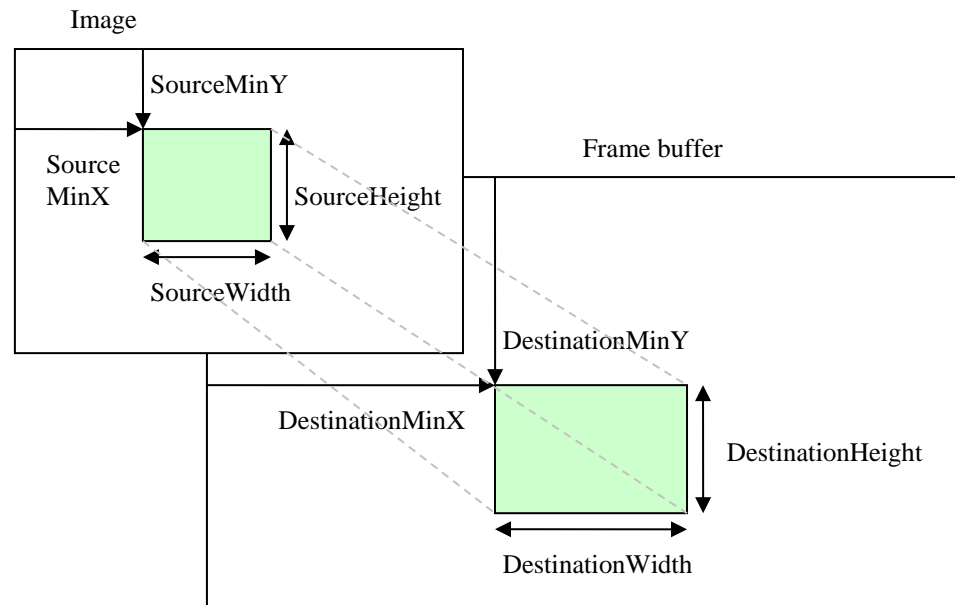 Image
SourceMinY
Source
MinX
SourceHeight
SourceWidth
Frame buffer
DestinationMinY
DestinationMinX
DestinationHeight
DestinationWidth